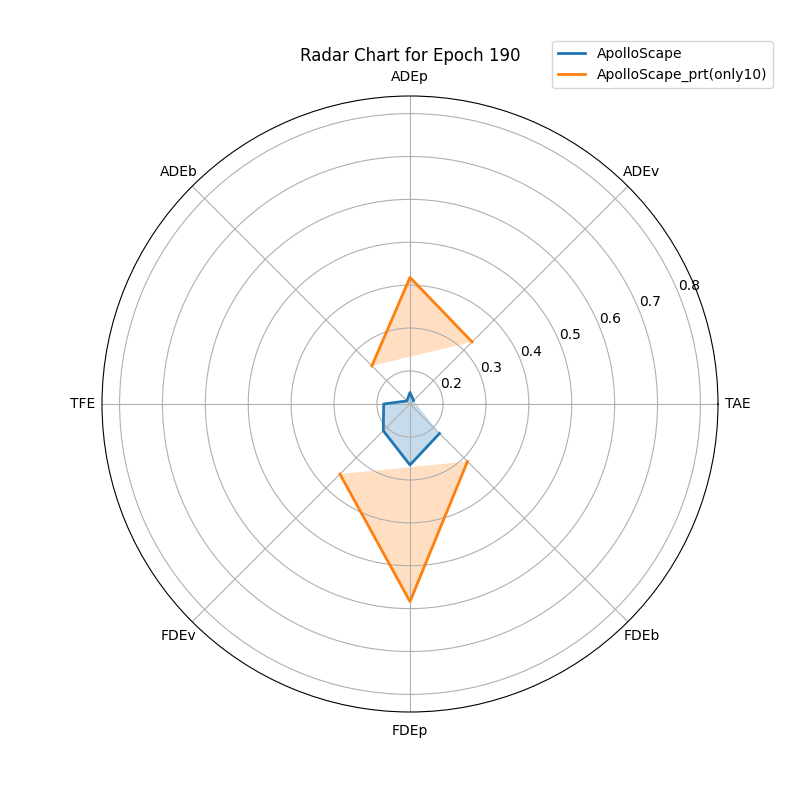 Radar Chart for Epoch 190
ApolloScape
ApolloScape_prt(only10)
ADEp
ADEb
ADEv
0.8
0.7
0.6
0.5
0.4
0.3
0.2
TFE
TAE
FDEv
FDEb
FDEp